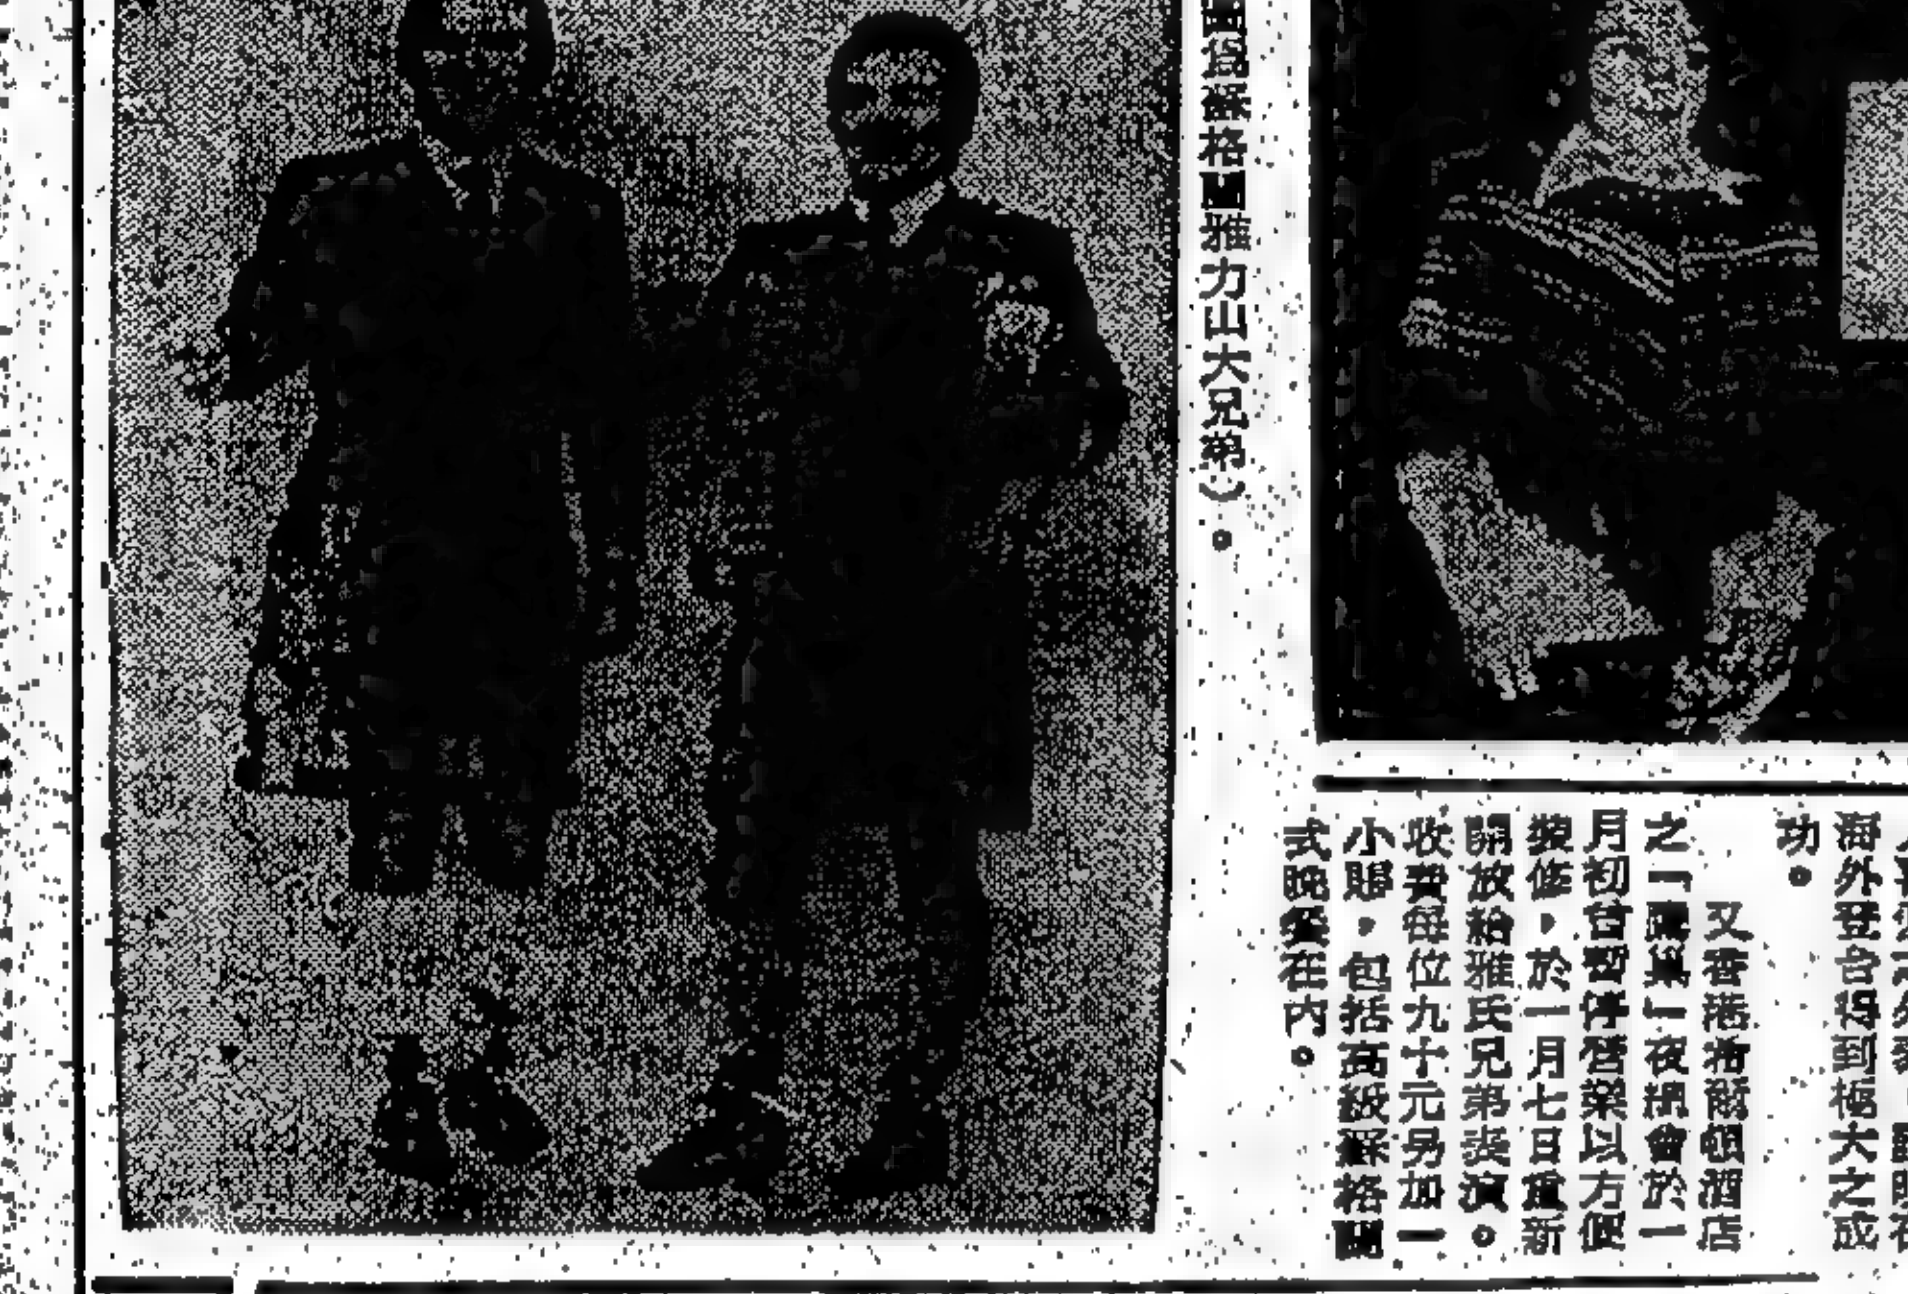 爲蘇格蘭雅力山大兄弟）。
海外登台得到極大之成
功。
又香港希爾頓酒店
之「鷹巢」夜總會於一
月初台暫停營業以方便
裝修，於一月七日重新
開放給雅氏兄弟表演。
收費每位九十元另加一
小賬，包括高級蘇格蘭
式晚餐在內。